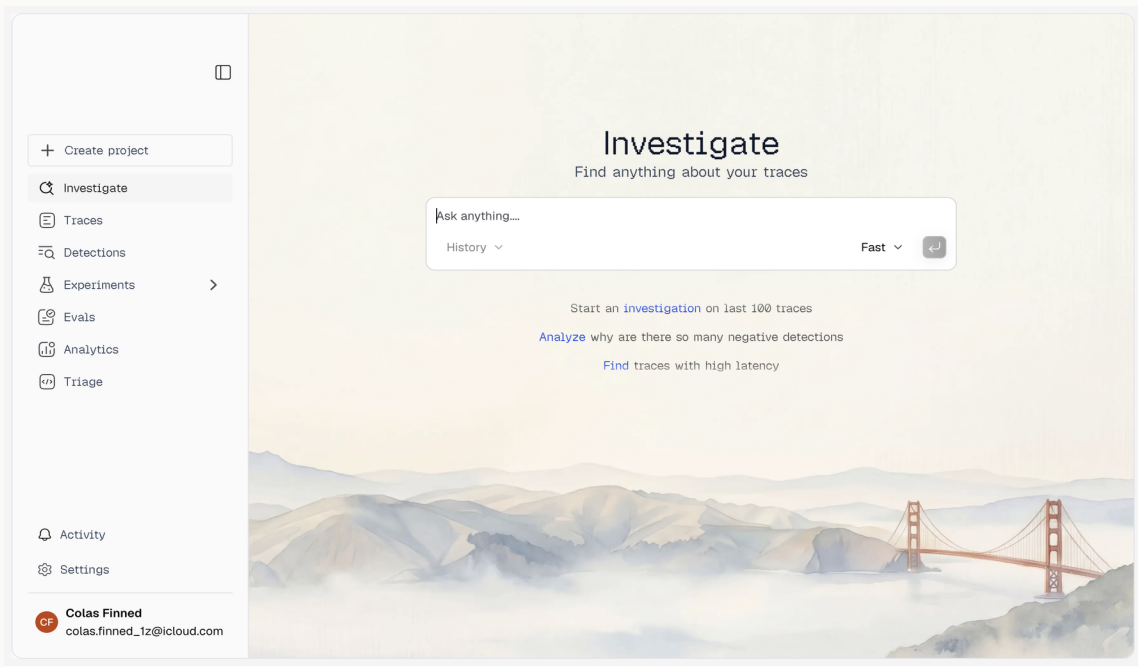 Create project
Investigate
Traces
Detections
Experiments
Evals
Analytics
Triage
Activity
Settings
CF
Colas Finned
colas.finned_1z@icloud.com
Investigate
Find anything about your traces
Ask anything....
History
Fast
Start an investigation on last 100 traces
Analyze why are there so many negative detections
Find traces with high latency